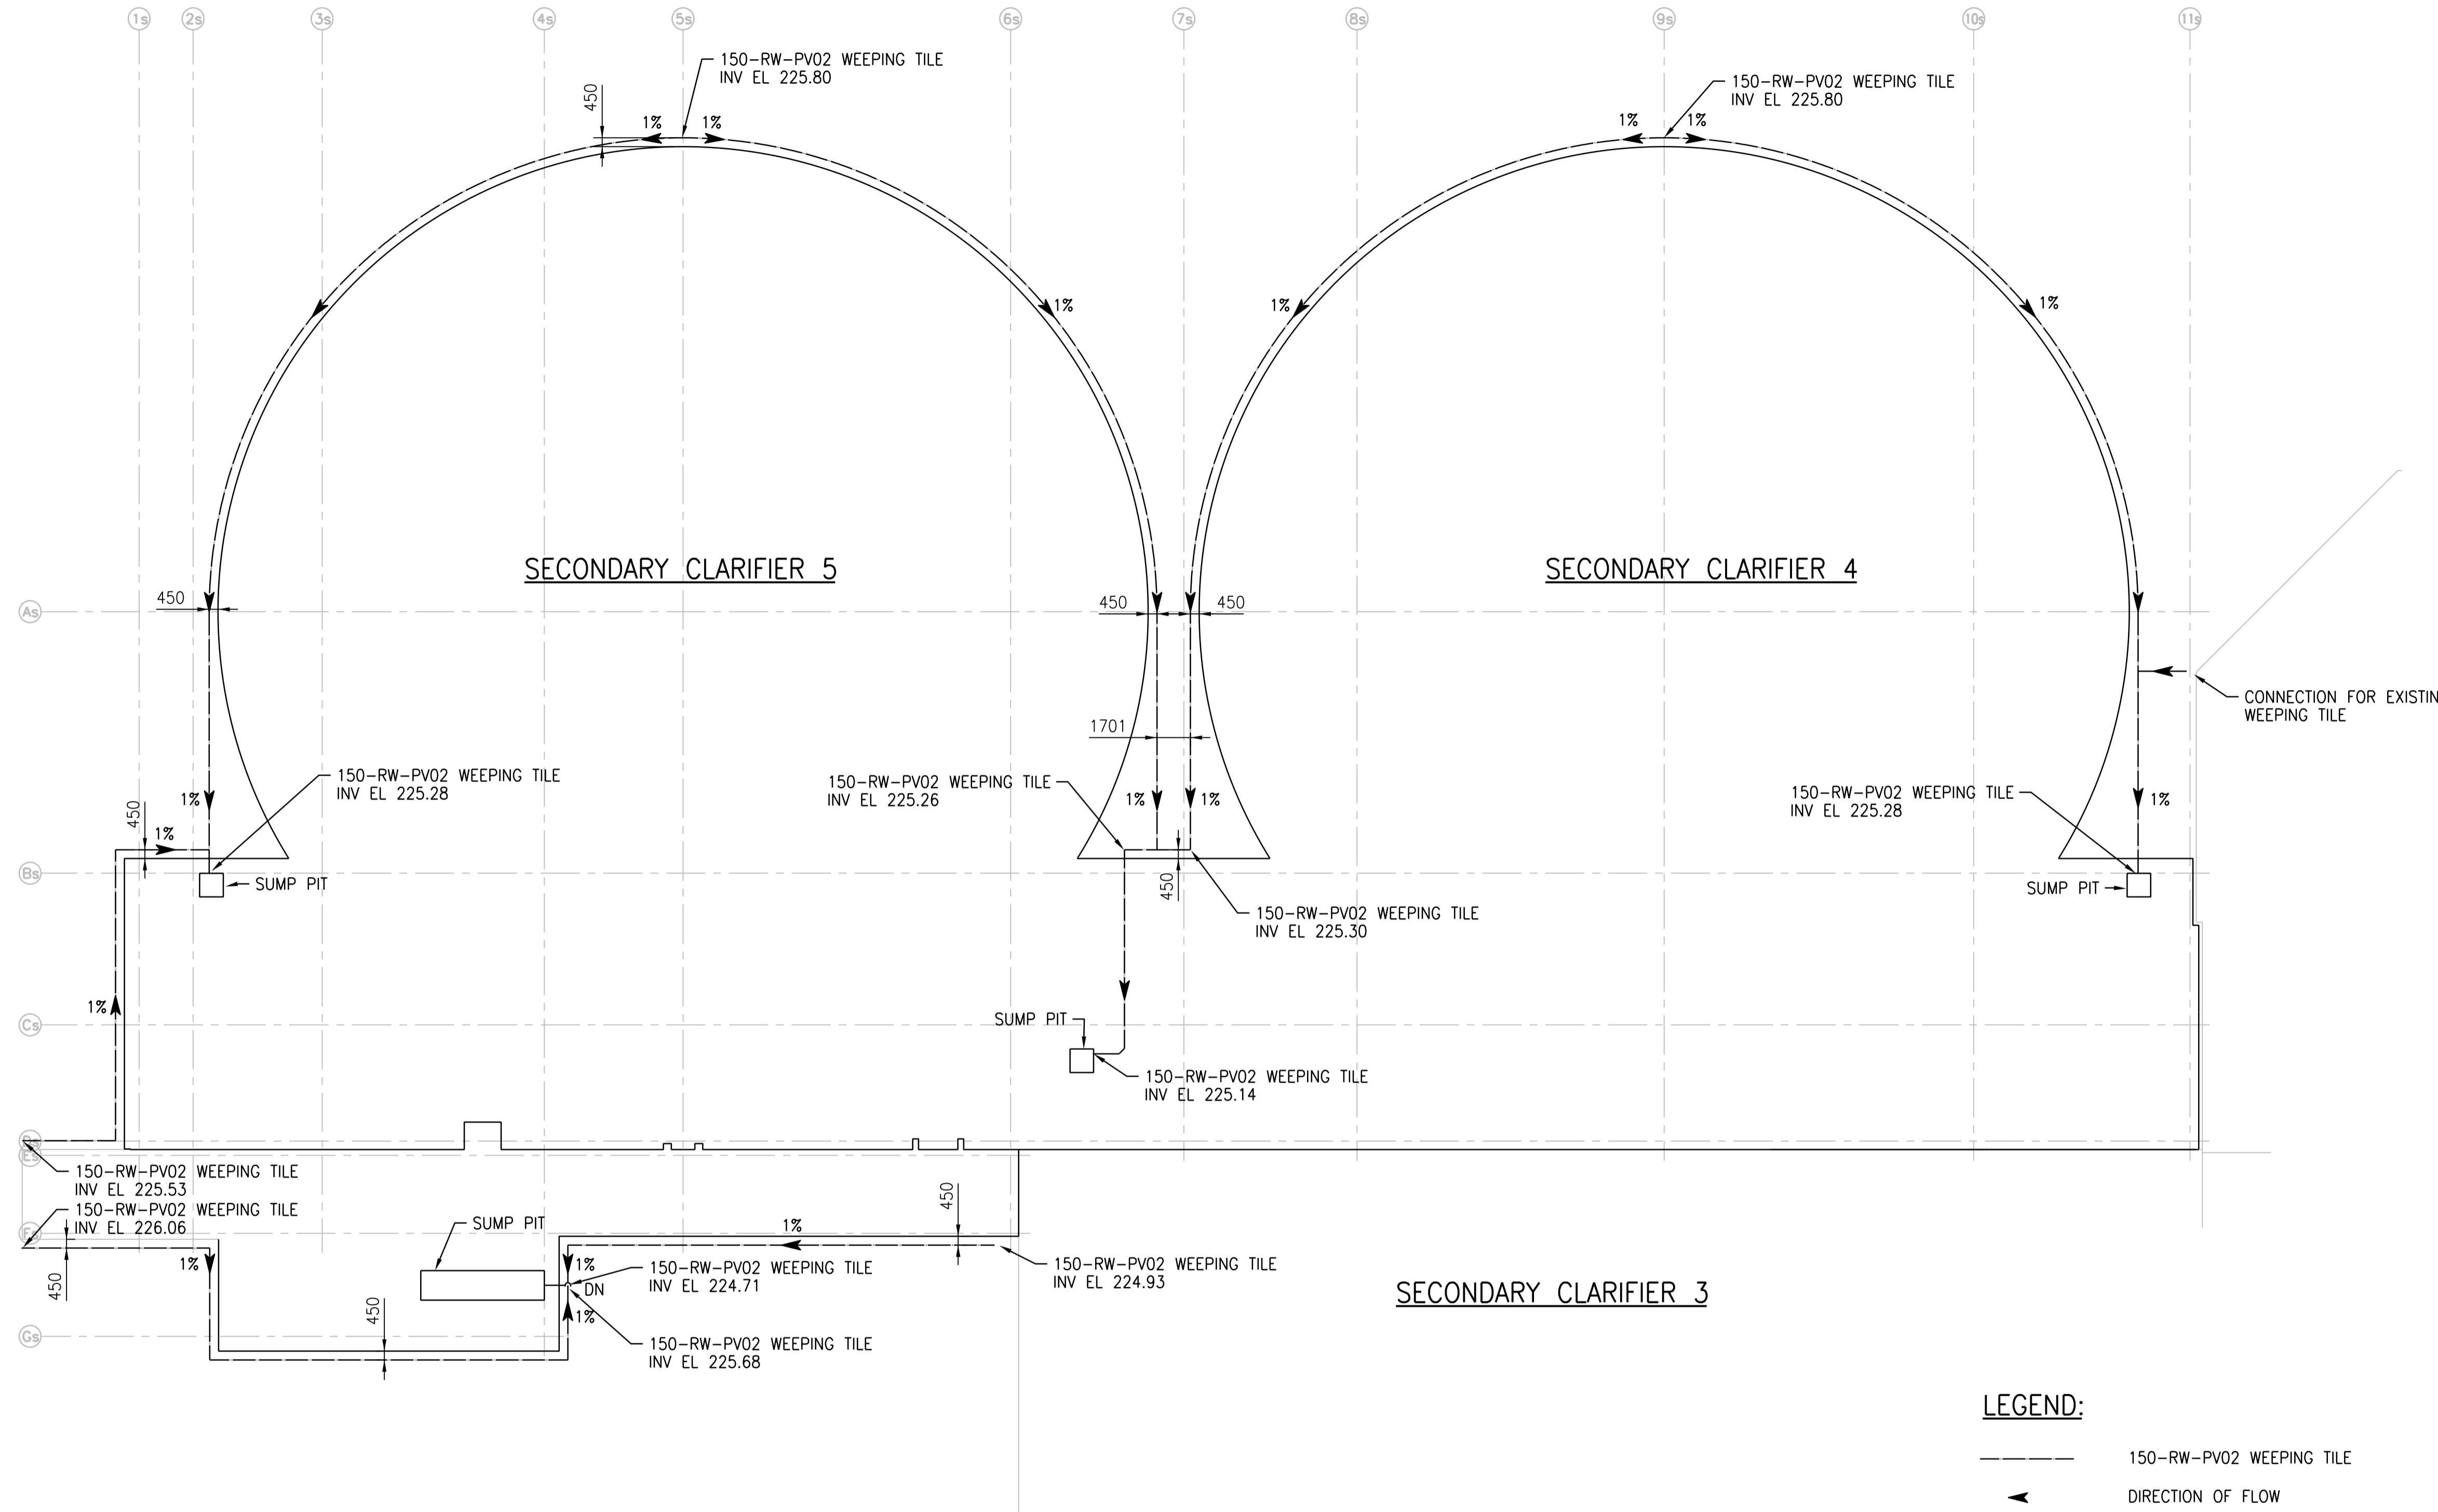 1s 2s 3s 4s 5s 6s 7s 8s 9s 10s 11s
150-RW-PV02 WEEPING TILE
INV EL 225.80
150-RW-PV02 WEEPING TILE
INV EL 225.80
450
1% 1%
1% 1%
1%
1%
1%
SECONDARY CLARIFIER 5
SECONDARY CLARIFIER 4
As
450
450
450
CONNECTION FOR EXISTIN
WEEPING TILE
1701
150-RW-PV02 WEEPING TILE
INV EL 225.28
150-RW-PV02 WEEPING TILE
INV EL 225.26
150-RW-PV02 WEEPING TILE
INV EL 225.28
1%
1%
1%
1%
450
1%
Bs
SUMP PIT
450
SUMP PIT
150-RW-PV02 WEEPING TILE
INV EL 225.30
1%
Cs
SUMP PIT
150-RW-PV02 WEEPING TILE
INV EL 225.14
Es
150-RW-PV02 WEEPING TILE
INV EL 225.53
150-RW-PV02 WEEPING TILE
INV EL 226.06
450
SUMP PIT
1%
1%
450
1%
150-RW-PV02 WEEPING TILE
INV EL 224.71
DN
150-RW-PV02 WEEPING TILE
INV EL 224.93
SECONDARY CLARIFIER 3
450
1%
Gs
150-RW-PV02 WEEPING TILE
INV EL 225.68
LEGEND:
150-RW-PV02 WEEPING TILE
DIRECTION OF FLOW